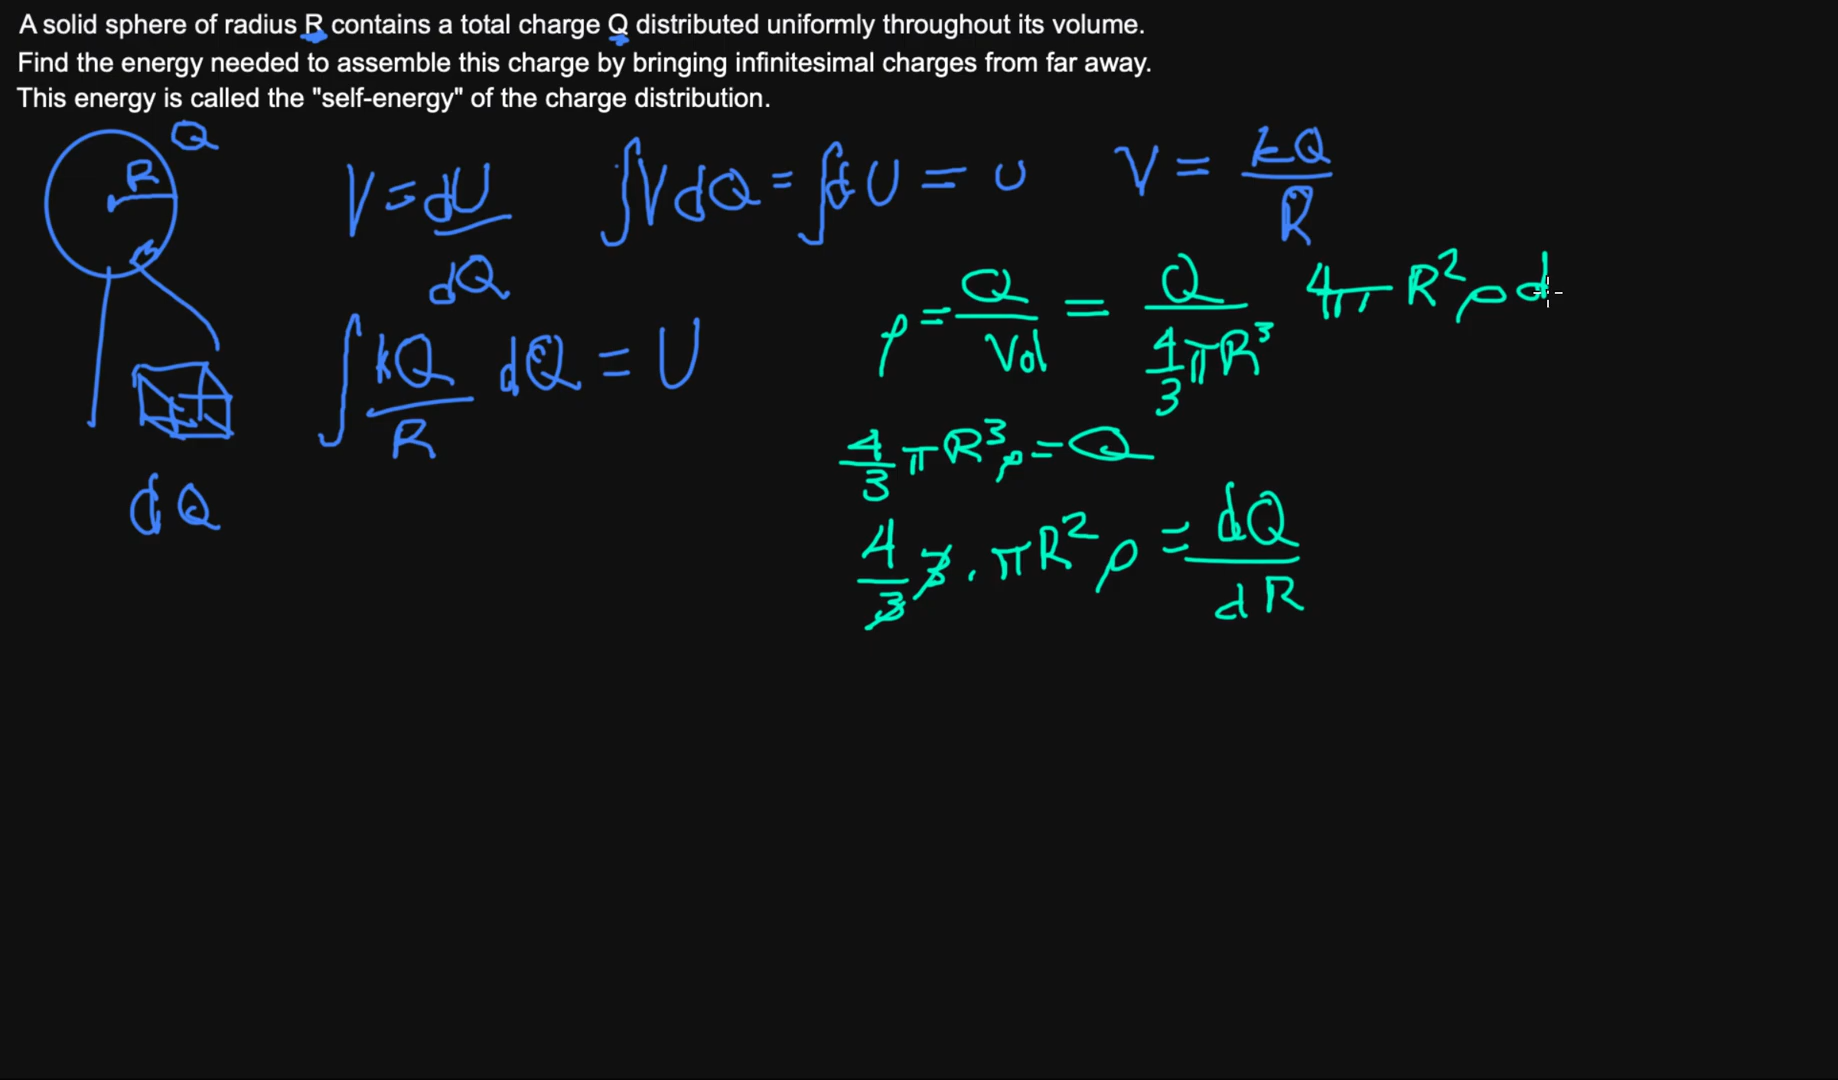 A solid sphere of radius R contains a total charge Q distributed uniformly throughout its volume.
Find the energy needed to assemble this charge by bringing infinitesimal charges from far away.
This energy is called the "self-energy" of the charge distribution.
Q
R
V = dU/dQ
∫VdQ = ∫dU = U
V = kQ/R
∫ kQ/R dQ = U
dQ
ρ = Q/Vol = Q/(4/3 πR³)
4πR²ρd
4/3 πR³ρ = Q
4/3 3 · πR²ρ = dQ/dR